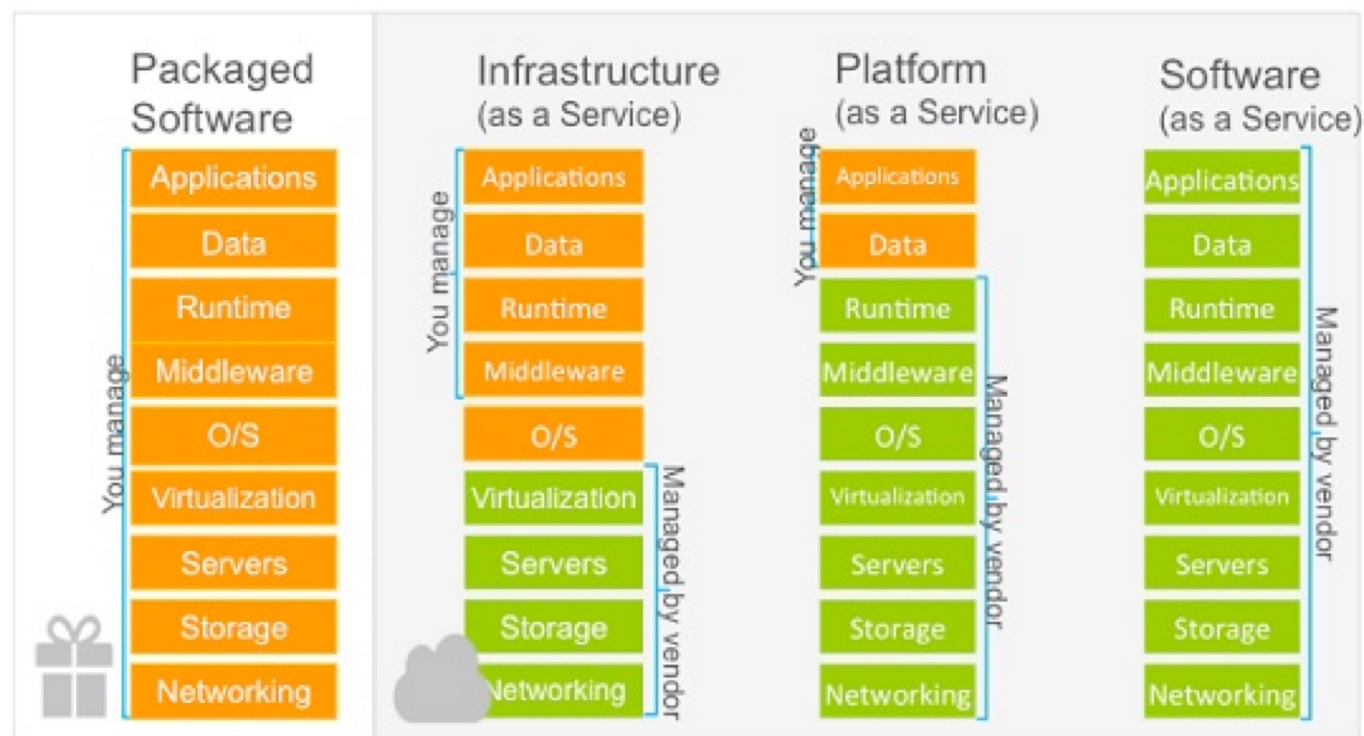 Packaged
Software
You manage
Applications
Data
Runtime
Middleware
O/S
Virtualization
Servers
Storage
Networking
Infrastructure
(as a Service)
You manage
Applications
Data
Runtime
Middleware
O/S
Virtualization
Servers
Storage
Networking
Managed by vendor
Platform
(as a Service)
You manage
Applications
Data
Runtime
Middleware
O/S
Virtualization
Servers
Storage
Networking
Managed by vendor
Software
(as a Service)
Applications
Data
Runtime
Middleware
O/S
Virtualization
Servers
Storage
Networking
Managed by vendor